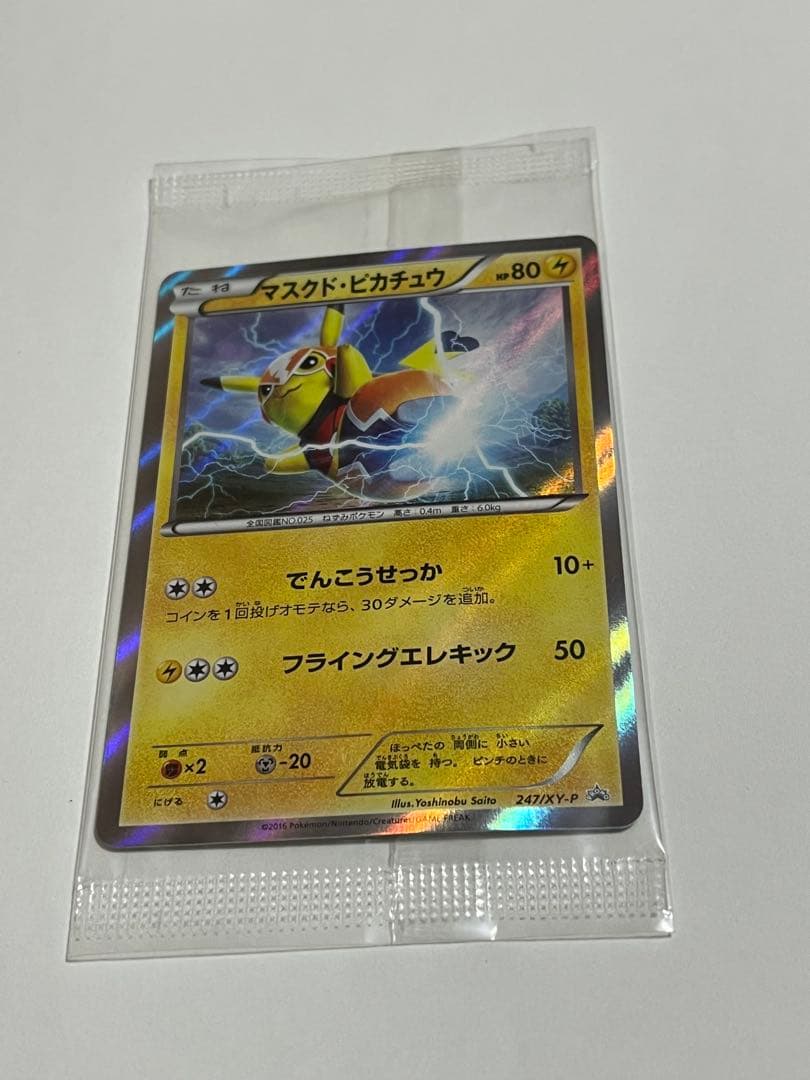 たね マスクド・ピカチュウ HP80
全国図鑑NO.025 ねずみポケモン 高さ:0.4m 重さ:6.0kg
でんこうせっか 10+
コインを1回投げオモテなら、30ダメージを追加。
フライングエレキック 50
弱点 抵抗力
×2 -20
にげる
ほっぺたの 両側に 小さい
電気袋を 持つ。 ピンチのときに
放電する。
Illus.Yoshinobu Saito 247/XY-P
©2016 Pokémon/Nintendo/Creatures/GAME FREAK